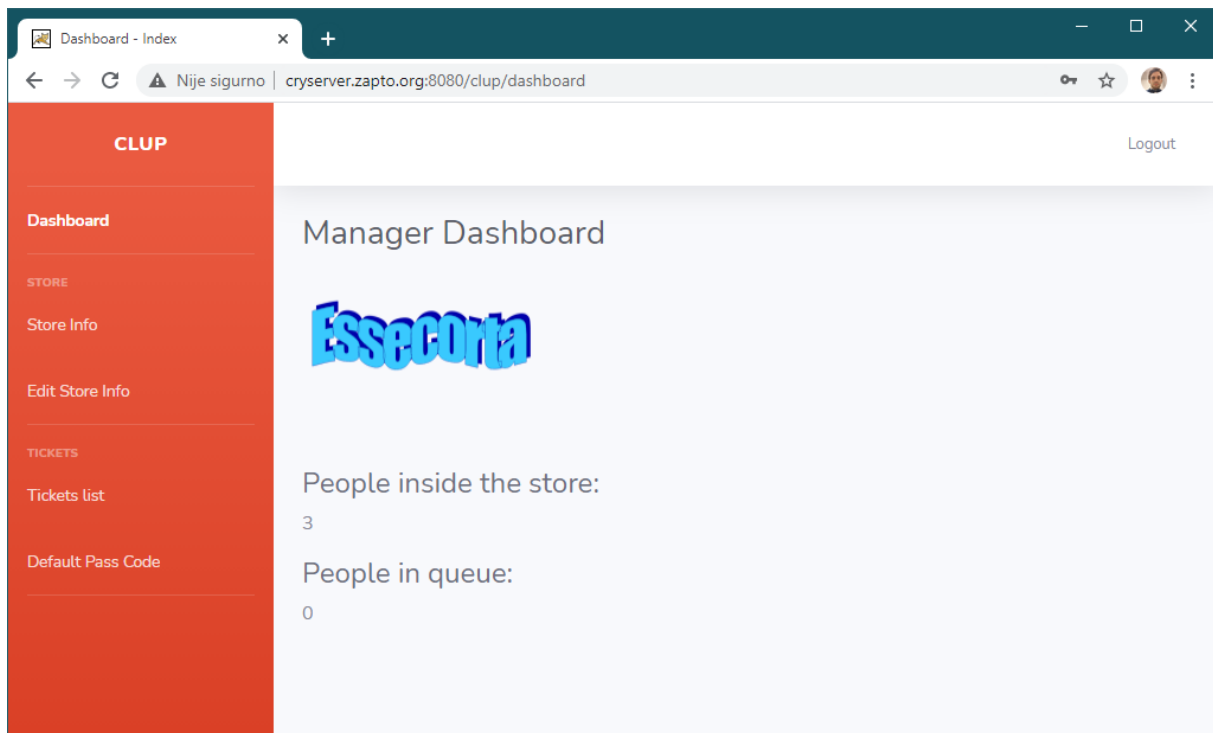 Dashboard - Index
Nije sigurno | cryserver.zapto.org:8080/clup/dashboard
CLUP
Logout
Dashboard
Manager Dashboard
STORE
Store Info
Essecorta
Edit Store Info
TICKETS
Tickets list
Default Pass Code
People inside the store:
3
People in queue:
0